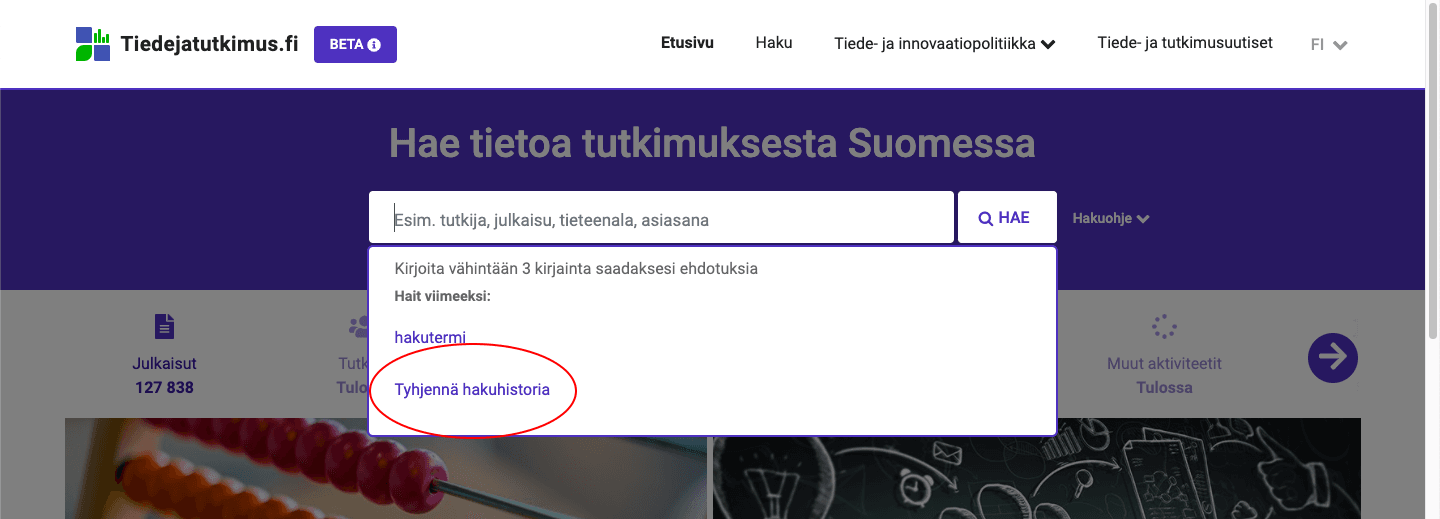 Tiedejatutkimus.fi BETA Etusivu Haku Tiede- ja innovaatiopolitiikka Tiede- ja tutkimusuutiset FI
Hae tietoa tutkimuksesta Suomessa
Esim. tutkija, julkaisu, tieteenala, asiasana HAE Hakuohje
Kirjoita vähintään 3 kirjainta saadaksesi ehdotuksia
Hait viimeeksi:
hakutermi
Tyhjennä hakuhistoria
Julkaisut
127 838
Muut aktiviteetit
Tulossa